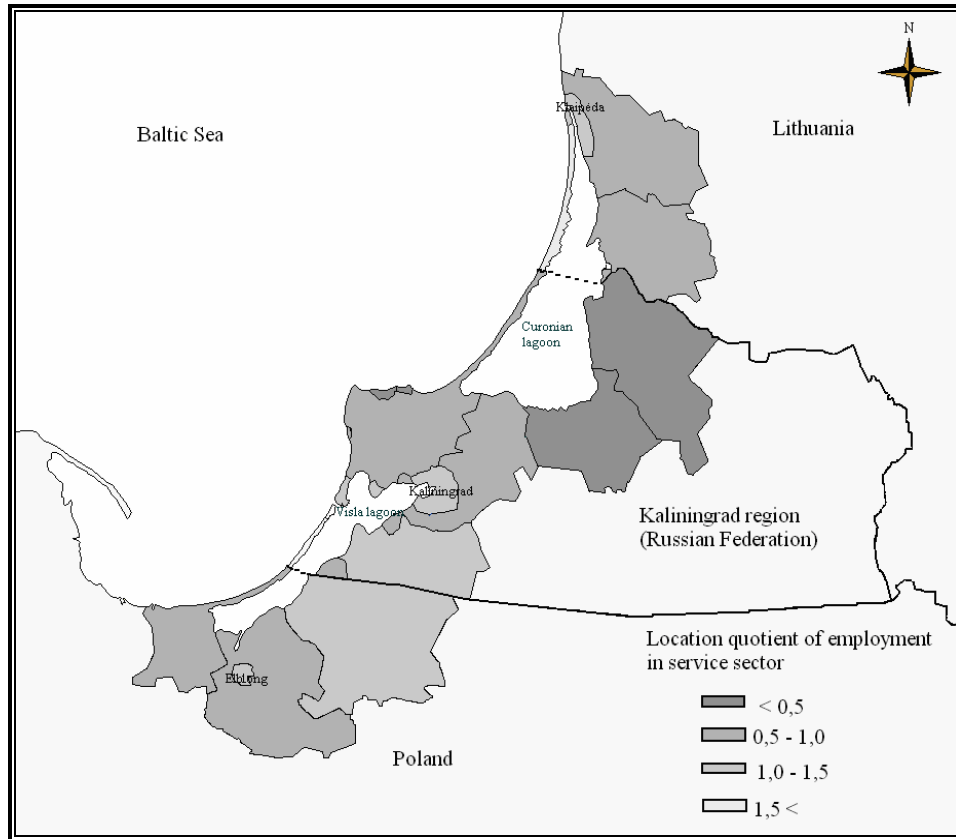 N
Klaipėda
Baltic Sea
Lithuania
Curonian
lagoon
Kaliningrad
Visla lagoon
Kaliningrad region
(Russian Federation)
Location quotient of employment
in service sector
Elbląg
< 0,5
0,5 - 1,0
Poland
1,0 - 1,5
1,5 <